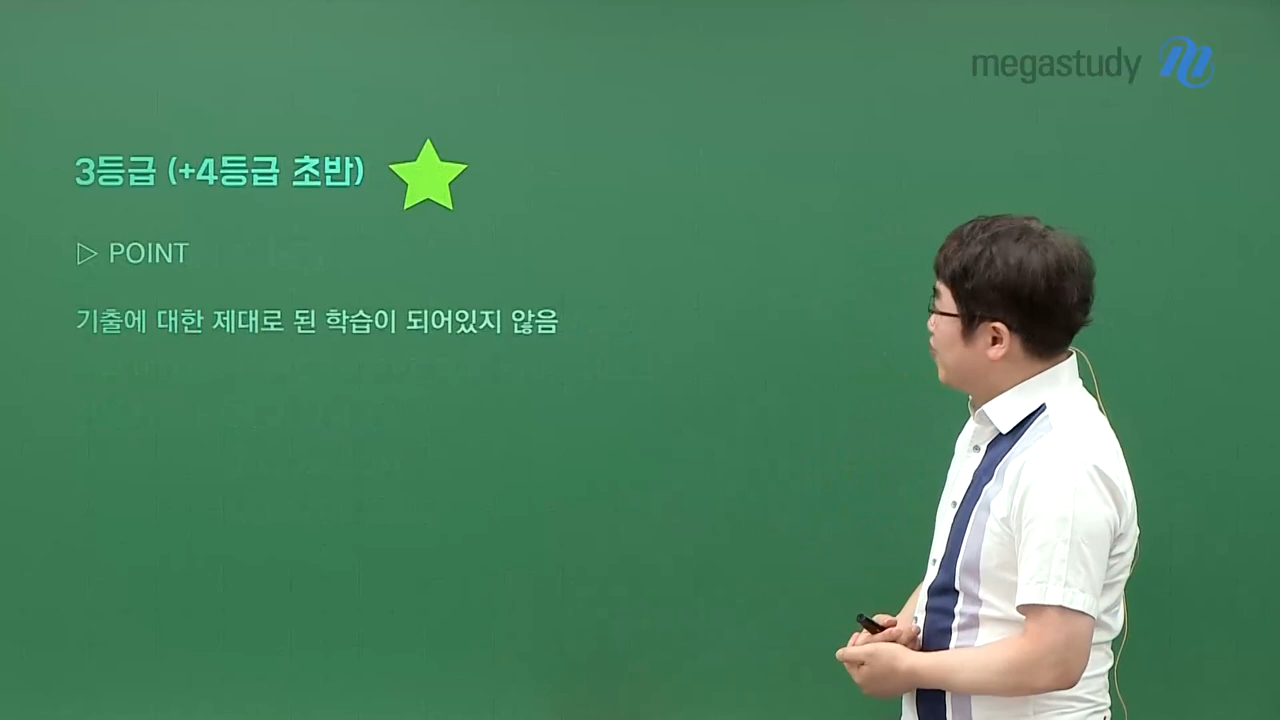 megastudy
3등급 (+4등급 초반)
▷ POINT
기출에 대한 제대로 된 학습이 되어있지 않음